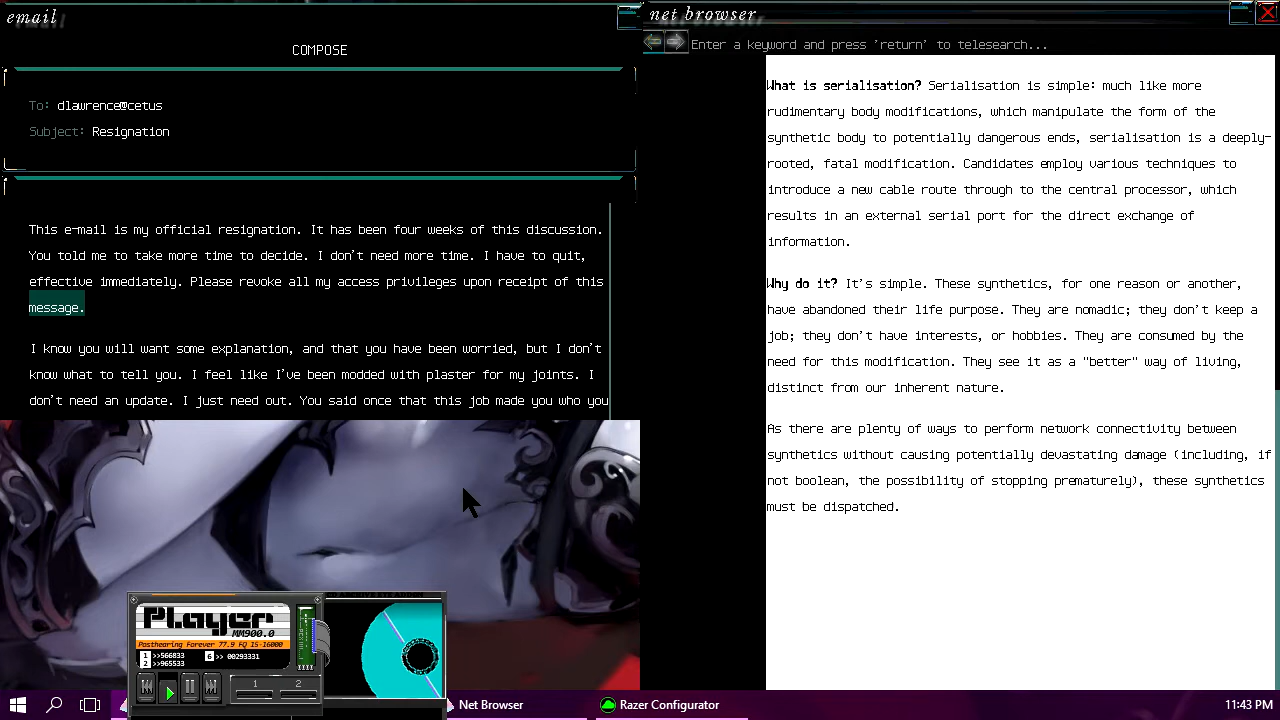 email
COMPOSE
To: dlawrence@cetus
Subject: Resignation
This e-mail is my official resignation. It has been four weeks of this discussion.
You told me to take more time to decide. I don't need more time. I have to quit,
effective immediately. Please revoke all my access privileges upon receipt of this
message.
I know you will want some explanation, and that you have been worried, but I don't
know what to tell you. I feel like I've been modded with plaster for my joints. I
don't need an update. I just need out. You said once that this job made you who you
net browser
Enter a keyword and press 'return' to telesearch...
What is serialisation? Serialisation is simple: much like more
rudimentary body modifications, which manipulate the form of the
synthetic body to potentially dangerous ends, serialisation is a deeply-
rooted, fatal modification. Candidates employ various techniques to
introduce a new cable route through to the central processor, which
results in an external serial port for the direct exchange of
information.
Why do it? It's simple. These synthetics, for one reason or another,
have abandoned their life purpose. They are nomadic; they don't keep a
job; they don't have interests, or hobbies. They are consumed by the
need for this modification. They see it as a "better" way of living,
distinct from our inherent nature.
As there are plenty of ways to perform network connectivity between
synthetics without causing potentially devastating damage (including, if
not boolean, the possibility of stopping prematurely), these synthetics
must be dispatched.
Player
MM900.0
Posthearing Forever 77.9 FQ IS-16000
1 >>566833
6 >> 00293331
2 >>965533
1 2
Net Browser
Razer Configurator
11:43 PM